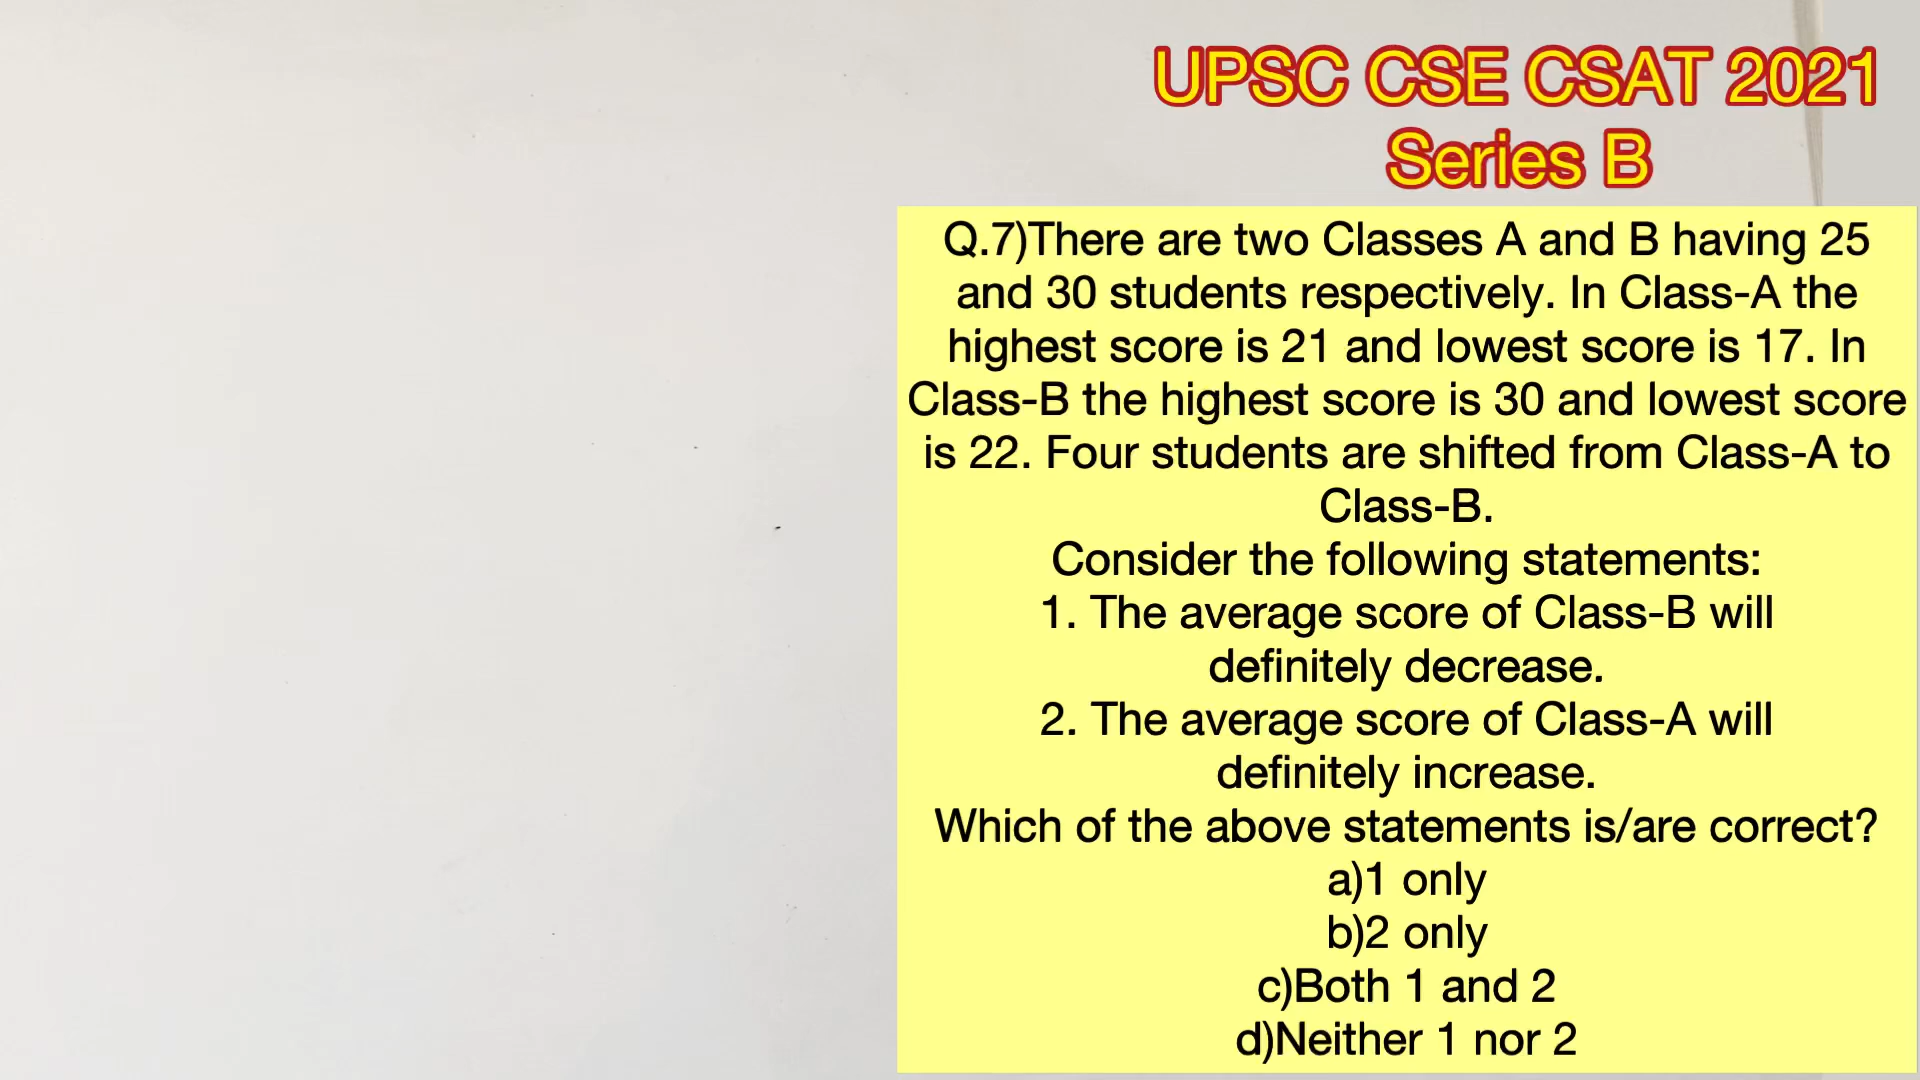 UPSC CSE CSAT 2021
Series B
Q.7)There are two Classes A and B having 25
and 30 students respectively. In Class-A the
highest score is 21 and lowest score is 17. In
Class-B the highest score is 30 and lowest score
is 22. Four students are shifted from Class-A to
Class-B.
Consider the following statements:
1. The average score of Class-B will
definitely decrease.
2. The average score of Class-A will
definitely increase.
Which of the above statements is/are correct?
a)1 only
b)2 only
c)Both 1 and 2
d)Neither 1 nor 2